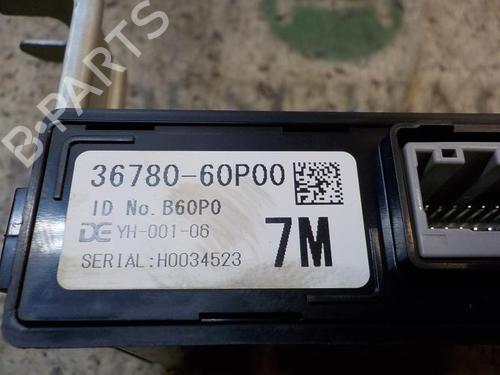 B-PARTS
36780-60P00
ID No. B60P0
DE YH-001-06
SERIAL:H0034523
7M